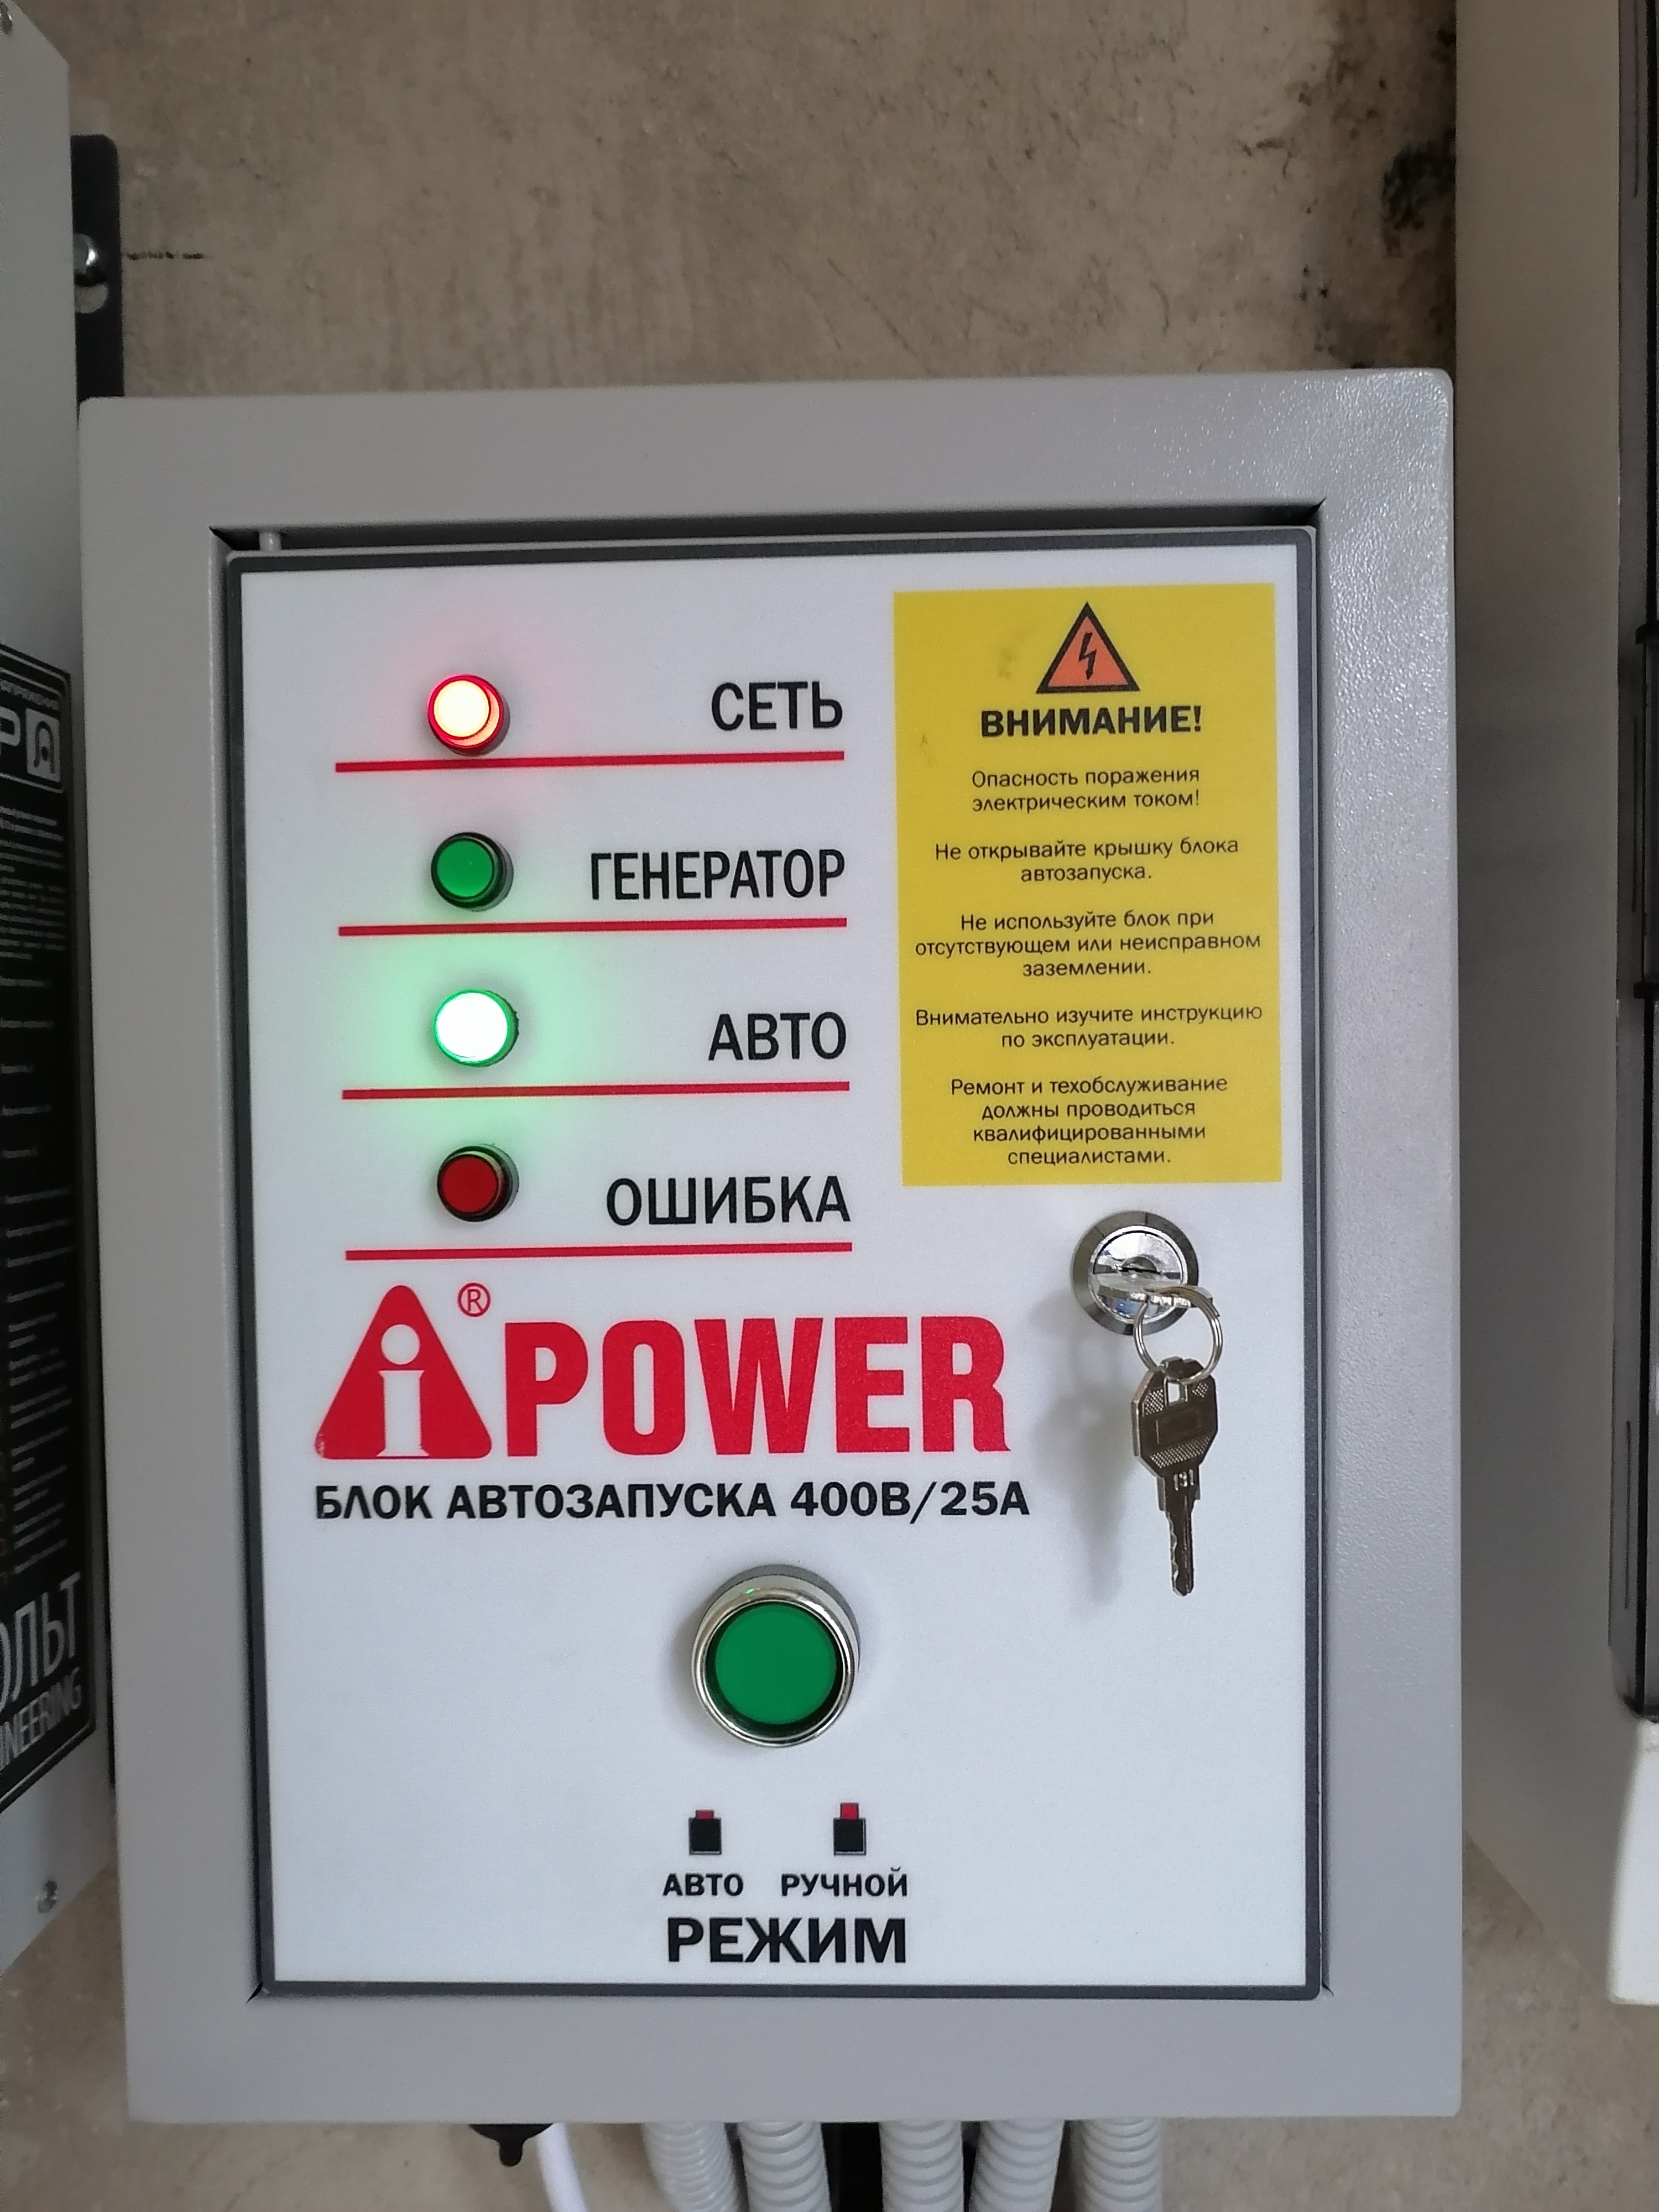 СЕТЬ
ГЕНЕРАТОР
АВТО
ОШИБКА
ВНИМАНИЕ!
Опасность поражения
электрическим током!
Не открывайте крышку блока
автозапуска.
Не используйте блок при
отсутствующем или неисправном
заземлении.
Внимательно изучите инструкцию
по эксплуатации.
Ремонт и техобслуживание
должны проводиться
квалифицированными
специалистами.
i® POWER
БЛОК АВТОЗАПУСКА 400В/25А
131
АВТО РУЧНОЙ
РЕЖИМ